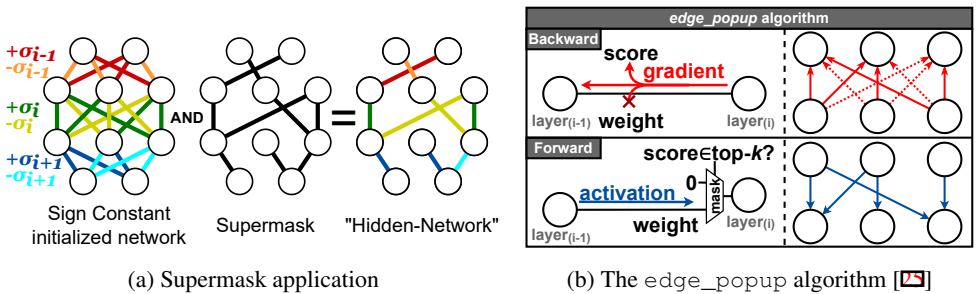 +σi-1
-σi-1
+σi
-σi
+σi+1
-σi+1
AND
=
Sign Constant
initialized network
Supermask
"Hidden-Network"
(a) Supermask application
edge_popup algorithm
Backward
score
gradient
layer(i-1)
weight
layer(i)
Forward
score∈top-k?
0
mask
activation
layer(i-1)
weight
layer(i)
(b) The edge_popup algorithm [25]